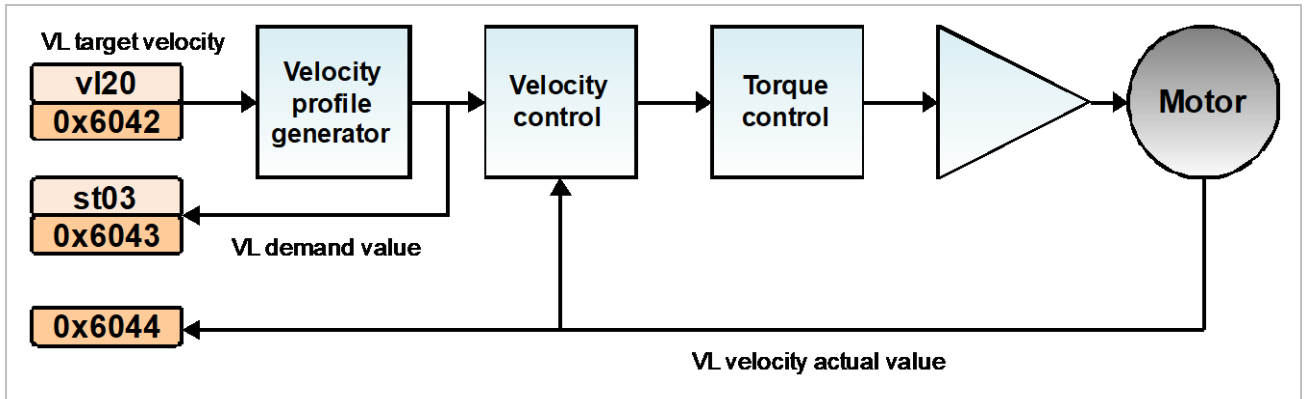 VL target velocity
vl20
0x6042
Velocity
profile
generator
Velocity
control
Torque
control
Motor
st03
0x6043
VL demand value
0x6044
VL velocity actual value